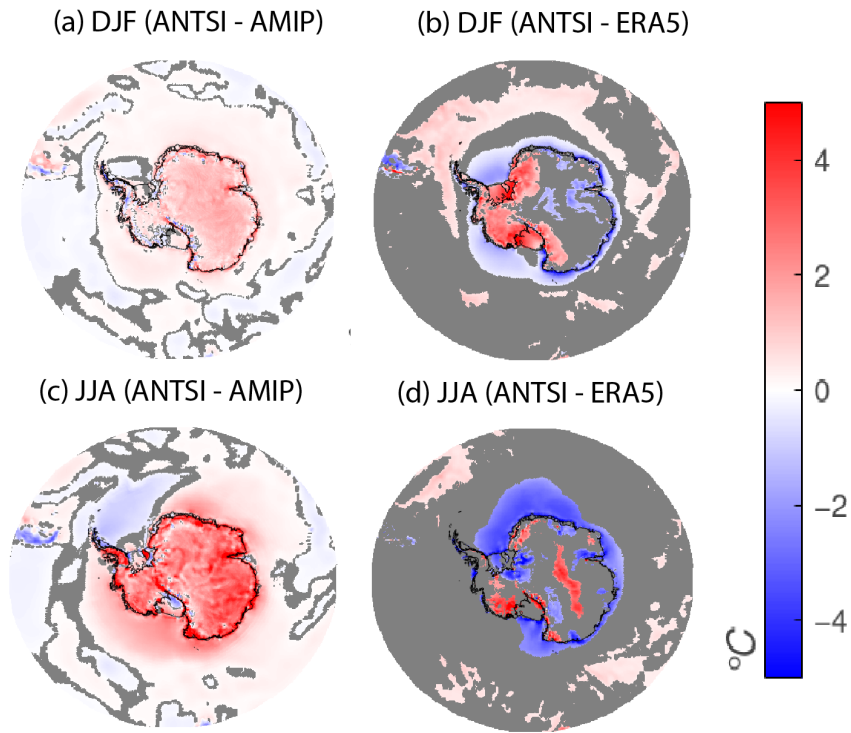 (a) DJF (ANTSI - AMIP)
(b) DJF (ANTSI - ERA5)
(c) JJA (ANTSI - AMIP)
(d) JJA (ANTSI - ERA5)
4
2
0
−2
−4
°C